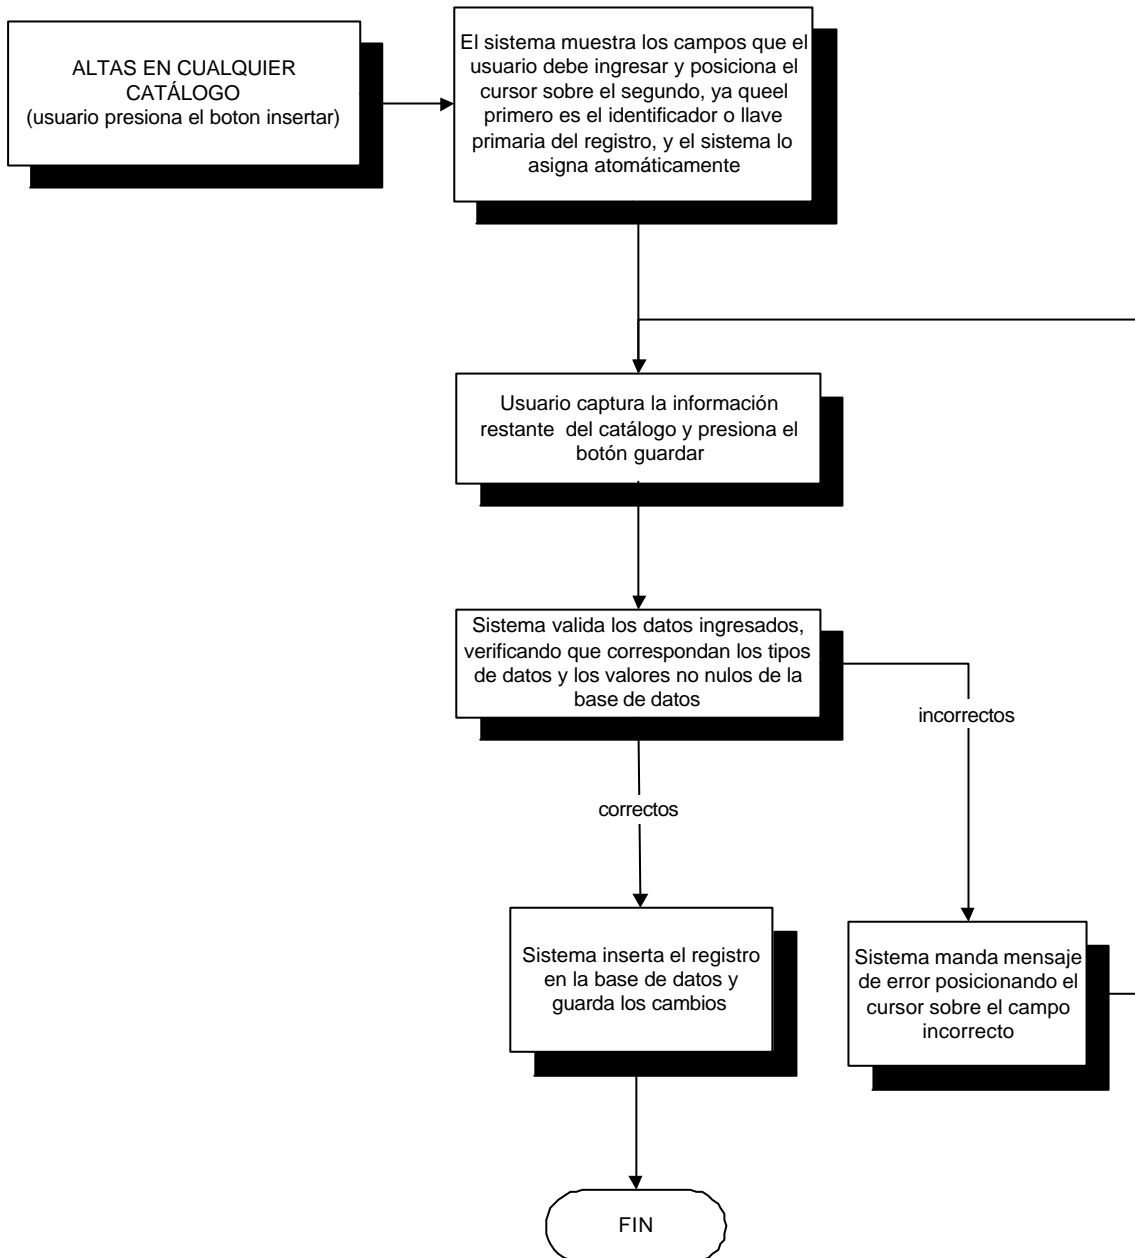 ALTAS EN CUALQUIER
CATÁLOGO
(usuario presiona el boton insertar)
El sistema muestra los campos que el
usuario debe ingresar y posiciona el
cursor sobre el segundo, ya queel
primero es el identificador o llave
primaria del registro, y el sistema lo
asigna atomáticamente
Usuario captura la información
restante del catálogo y presiona el
botón guardar
Sistema valida los datos ingresados,
verificando que correspondan los tipos
de datos y los valores no nulos de la
base de datos
incorrectos
correctos
Sistema inserta el registro
en la base de datos y
guarda los cambios
Sistema manda mensaje
de error posicionando el
cursor sobre el campo
incorrecto
FIN